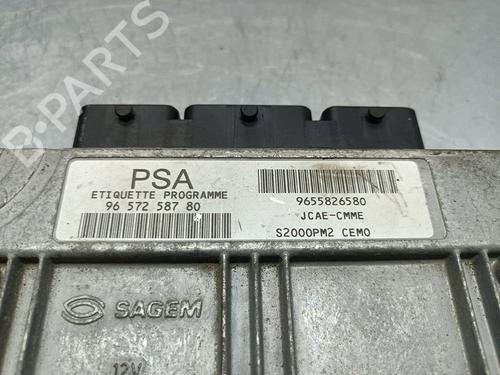 B-PARTS
PSA
ETIQUETTE PROGRAMME
96 572 587 80
9655826580
JCAE-CMME
S2000PM2 CEMO
SAGEM
12V